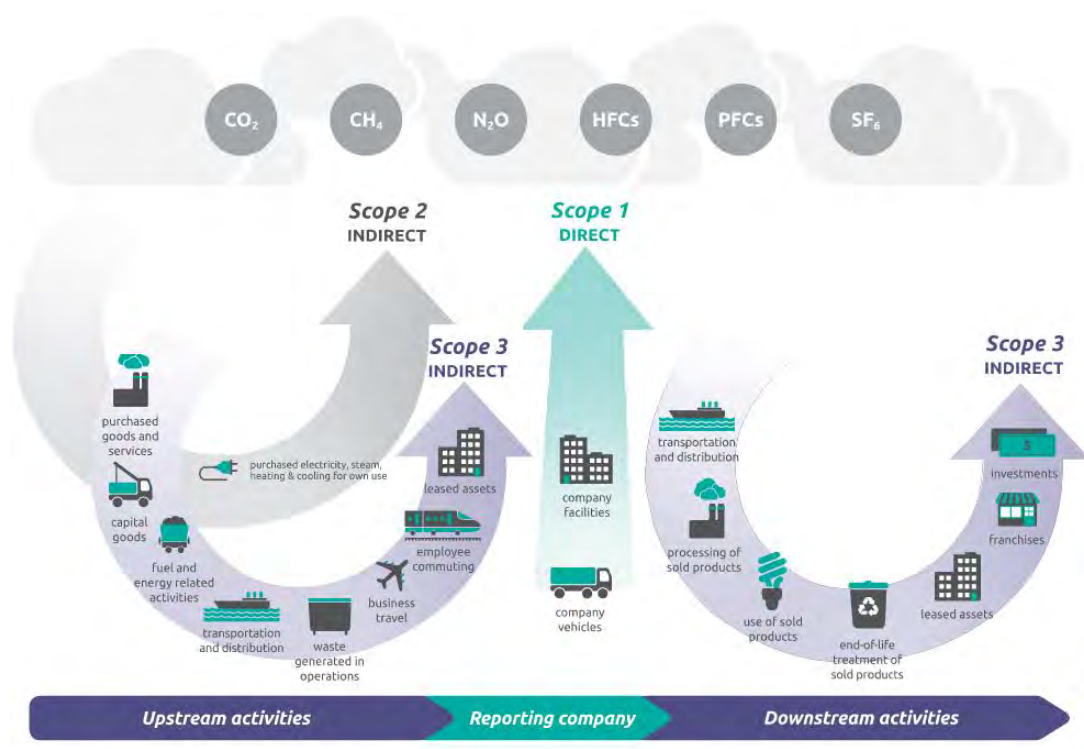 CO₂
CH₄
N₂O
HFCs
PFCs
SF₆
Scope 2
INDIRECT
Scope 1
DIRECT
Scope 3
INDIRECT
Scope 3
INDIRECT
purchased
goods and
services
capital
goods
fuel and
energy related
activities
transportation
and distribution
waste
generated in
operations
business
travel
employee
commuting
leased assets
purchased electricity, steam,
heating & cooling for own use
company
facilities
company
vehicles
transportation
and distribution
processing of
sold products
use of sold
products
end-of-life
treatment of
sold products
leased assets
franchises
$
investments
Upstream activities
Reporting company
Downstream activities